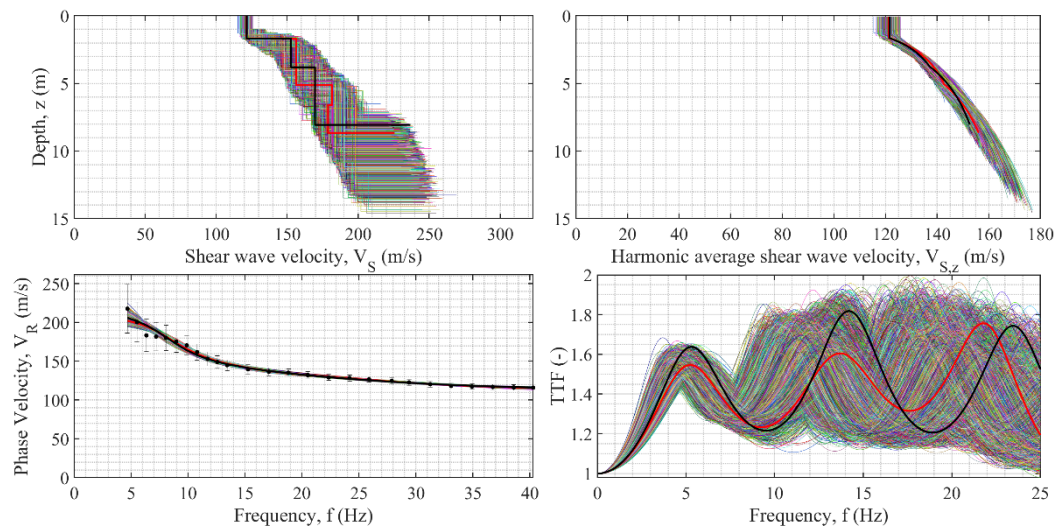 0
5
10
15
Depth, z (m)
0 50 100 150 200 250 300
Shear wave velocity, V_S (m/s)
0
5
10
15
0 20 40 60 80 100 120 140 160 180
Harmonic average shear wave velocity, V_S,z (m/s)
250
200
150
100
50
0
Phase Velocity, V_R (m/s)
0 5 10 15 20 25 30 35 40
Frequency, f (Hz)
2
1.8
1.6
1.4
1.2
1
TTF (-)
0 5 10 15 20 25
Frequency, f (Hz)